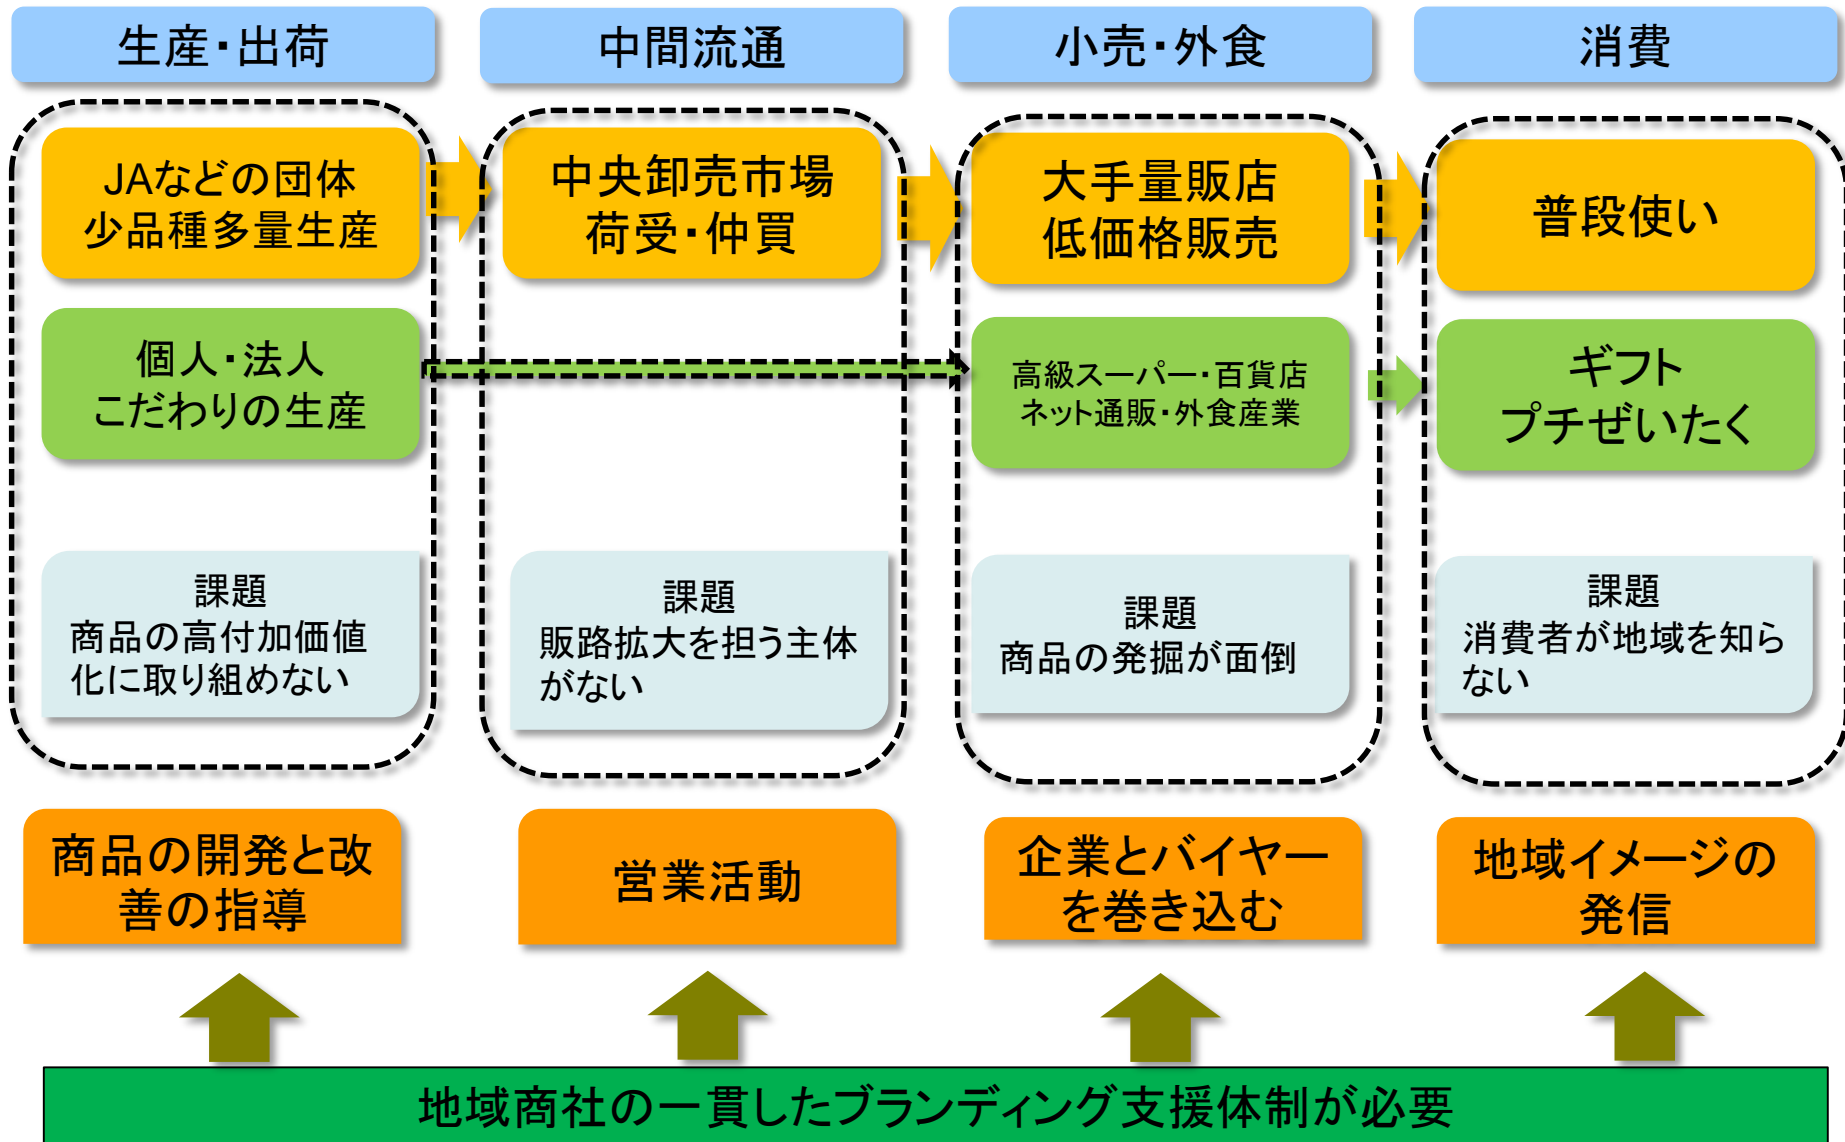 生産・出荷
中間流通
小売・外食
消費
JAなどの団体
少品種多量生産
中央卸売市場
荷受・仲買
大手量販店
低価格販売
普段使い
個人・法人
こだわりの生産
高級スーパー・百貨店
ネット通販・外食産業
ギフト
プチぜいたく
課題
商品の高付加価値
化に取り組めない
課題
販路拡大を担う主体
がない
課題
商品の発掘が面倒
課題
消費者が地域を知ら
ない
商品の開発と改
善の指導
営業活動
企業とバイヤー
を巻き込む
地域イメージの
発信
地域商社の一貫したブランディング支援体制が必要